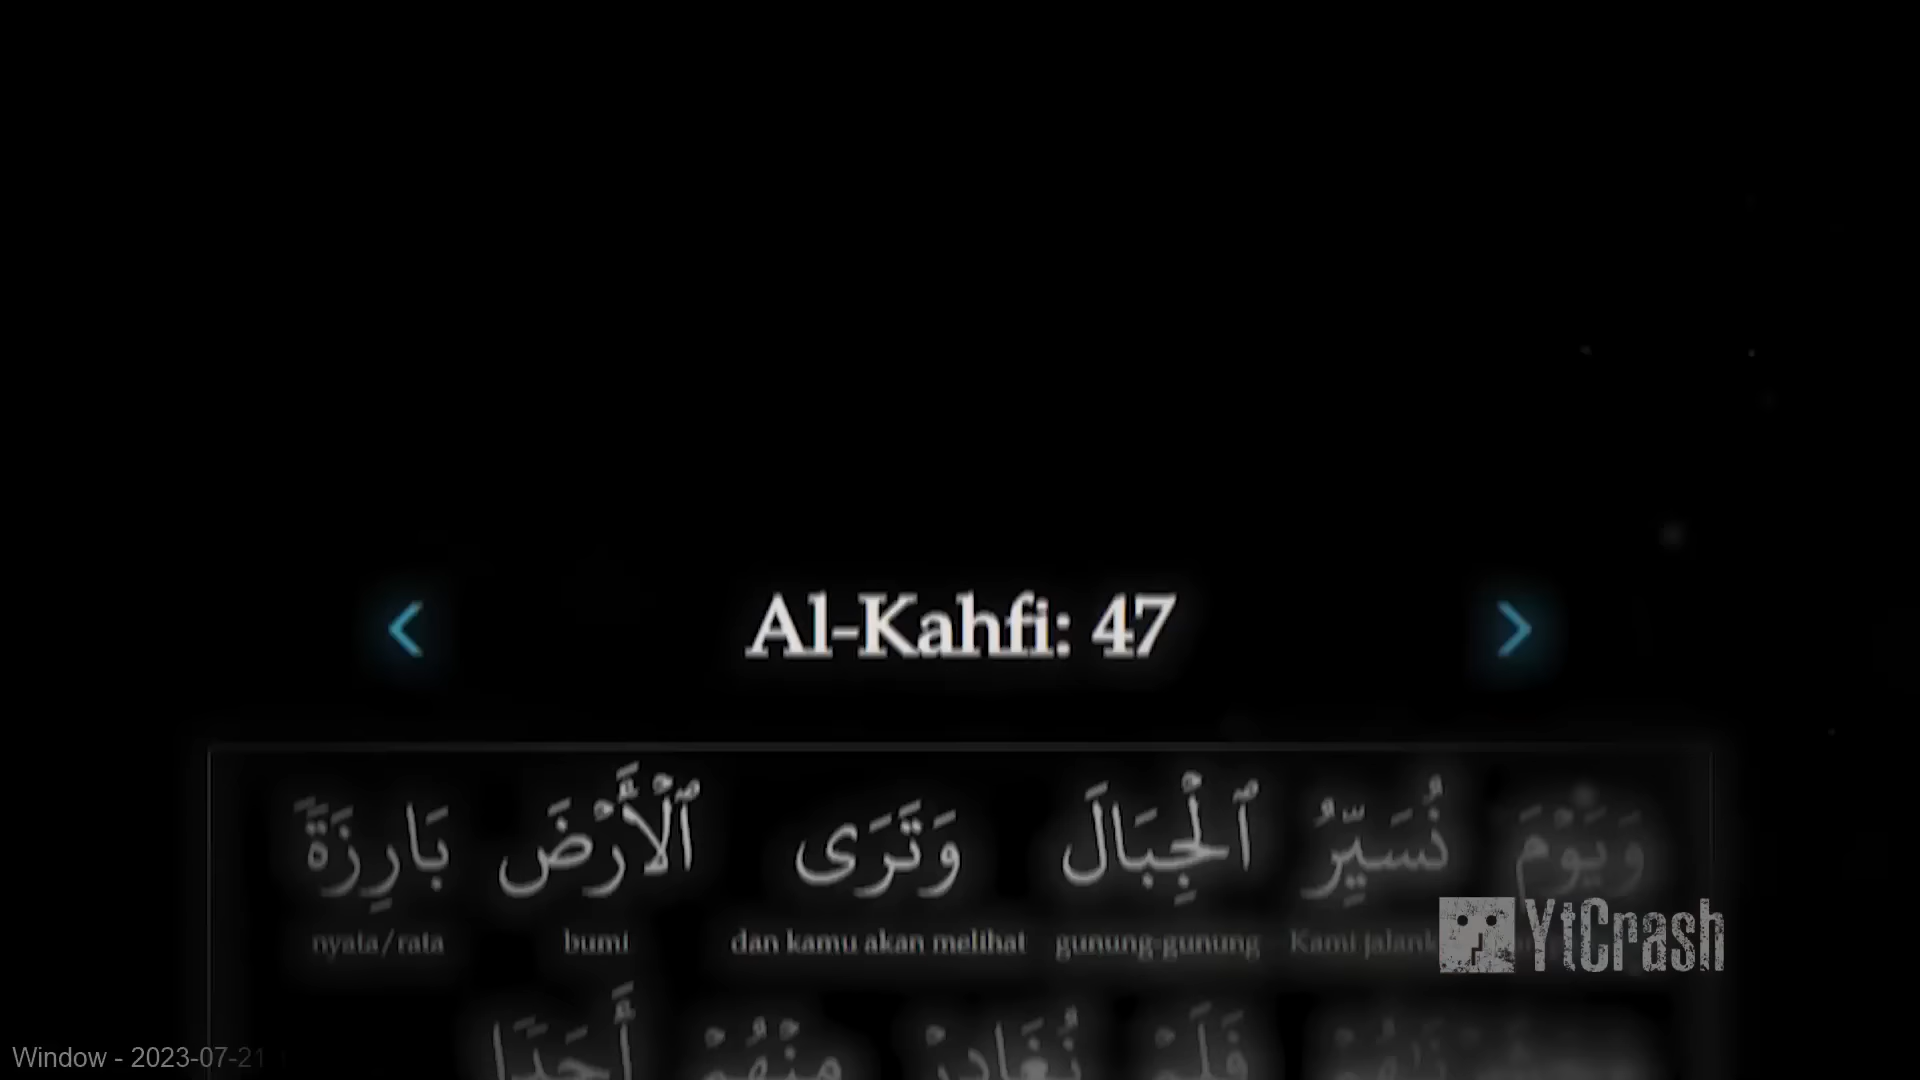 Al-Kahfi: 47
وَيَوْمَ نُسَيِّرُ ٱلْجِبَالَ وَتَرَى ٱلْأَرْضَ بَارِزَةً
nyata/rata bumi dan kamu akan melihat gunung-gunung Kami jalank
فَلَمْ نُغَادِرْ مِنْهُمْ أَحَدًا
YtCrash
Window - 2023-07-21